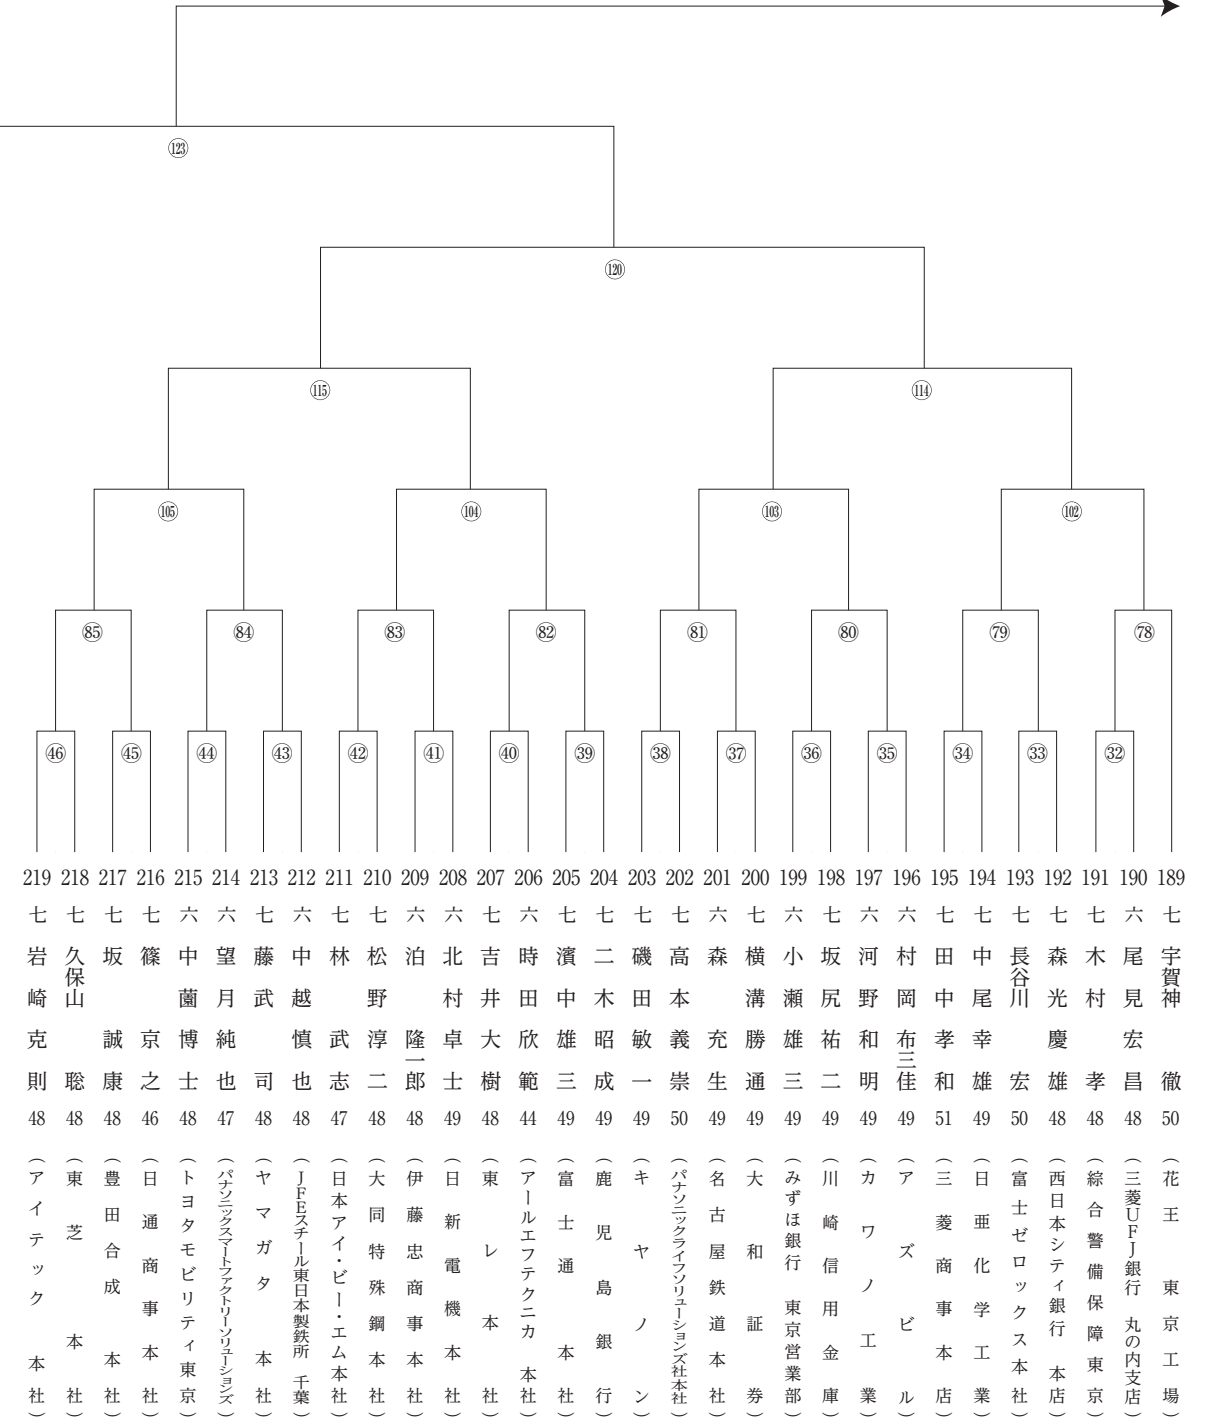 ㉓
⑫⓪
⑪⑤
⑪④
⑩⑤
⑩④
⑩③
⑩②
85
84
83
82
81
80
79
78
㊻
㊺
㊹
㊸
㊷
㊶
㊵
㊴
㊳
㊲
㊱
㉟
㉞
㉝
㉜
189 七 宇賀神 徹 50 (花王 東京工場)
190 六 尾見宏昌 48 (三菱UFJ銀行 丸の内支店)
191 七 木村 孝 48 (綜合警備保障東京)
192 七 森光慶雄 48 (西日本シティ銀行 本店)
193 七 長谷川 宏 50 (富士ゼロックス本社)
194 七 中尾幸雄 49 (日亜化学工業)
195 七 田中孝和 51 (三菱商事本店)
196 六 村岡布三佳 49 (アズビル)
197 六 河野和明 49 (カワノ工業)
198 七 坂尻祐二 49 (川崎信用金庫)
199 六 小瀬雄三 49 (みずほ銀行 東京営業部)
200 七 横溝勝通 49 (大和証券)
201 六 森 充生 49 (名古屋鉄道本社)
202 七 高本義崇 50 (パナソニックライフソリューションズ社本社)
203 七 磯田敏一 49 (キヤノン)
204 七 二木昭成 49 (鹿児島銀行)
205 七 濱中雄三 49 (富士通 本社)
206 六 時田欣範 44 (アールエフテクニカ 本社)
207 七 吉井大樹 48 (東レ本社)
208 六 北村卓士 49 (日新電機本社)
209 六 泊 隆一郎 48 (伊藤忠商事本社)
210 七 松野淳二 48 (大同特殊鋼本社)
211 七 林 武志 47 (日本アイ・ビー・エム本社)
212 六 中越慎也 48 (JFEスチール東日本製鉄所 千葉)
213 七 藤武 司 48 (ヤマガタ 本社)
214 六 望月純也 47 (パナソニックスマートファクトリーソリューションズ)
215 六 中薗博士 48 (トヨタモビリティ東京)
216 七 篠 京之 46 (日通商事本社)
217 七 坂 誠康 48 (豊田合成 本社)
218 七 久保山 聡 48 (東芝 本社)
219 七 岩崎克則 48 (アイテック 本社)